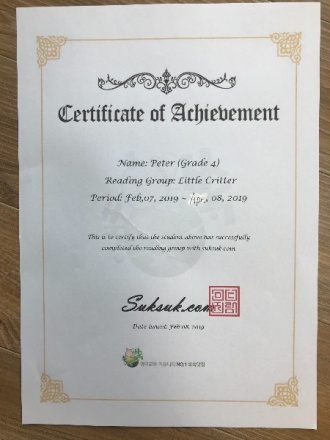 Certificate of Achievement
Name: Peter (Grade 4)
Reading Group: Little Critter
Period: Feb,07, 2019 ~ Apr, 08, 2019
This is to certify that the student above has successfully
completed the reading group with suksuk.com
Suksuk.com
Date issued: Feb 08, 2019